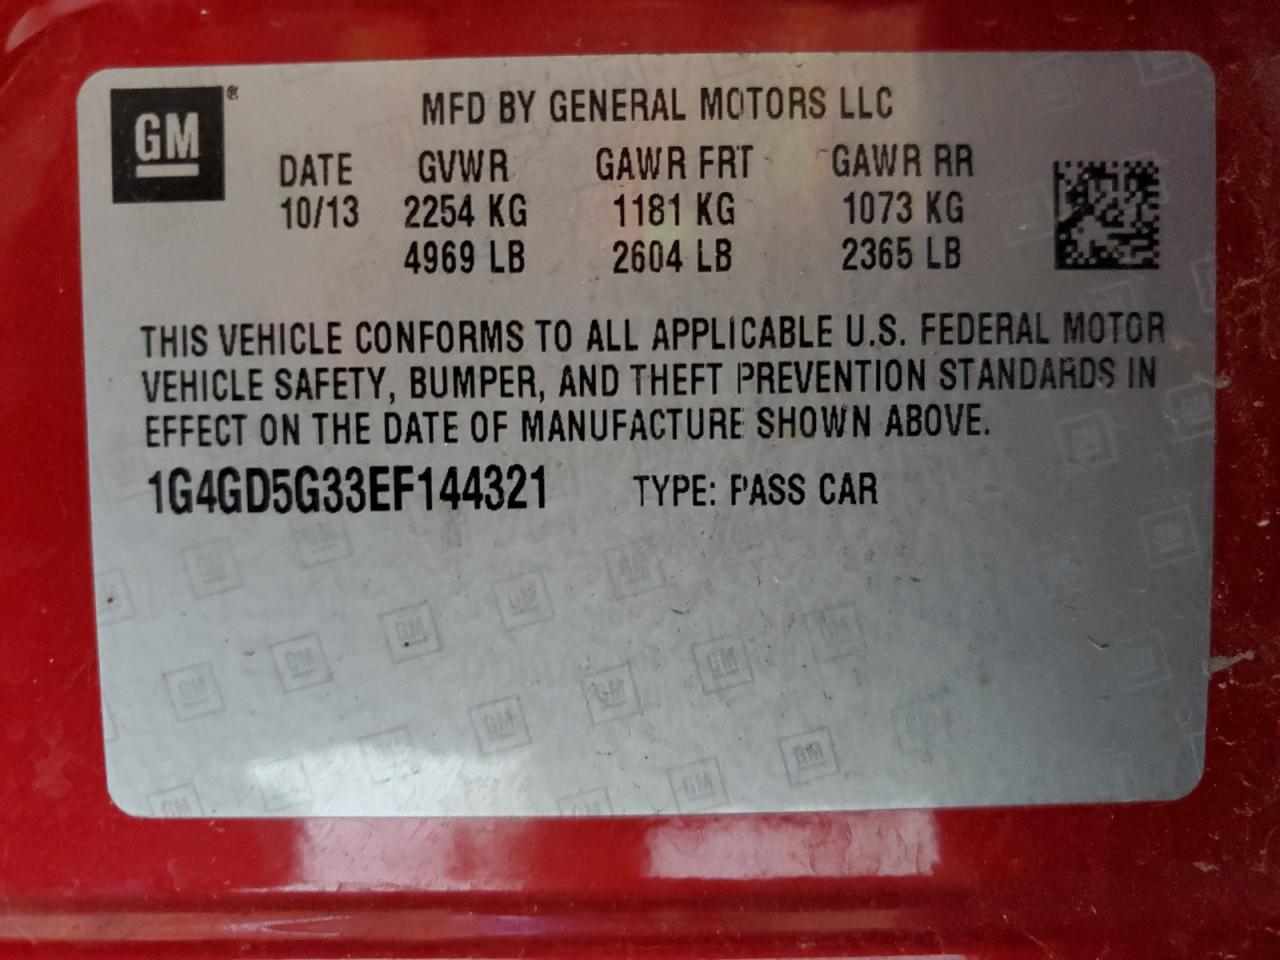 GM®
MFD BY GENERAL MOTORS LLC
DATE GVWR GAWR FRT GAWR RR
10/13 2254 KG 1181 KG 1073 KG
4969 LB 2604 LB 2365 LB
THIS VEHICLE CONFORMS TO ALL APPLICABLE U.S. FEDERAL MOTOR
VEHICLE SAFETY, BUMPER, AND THEFT PREVENTION STANDARDS IN
EFFECT ON THE DATE OF MANUFACTURE SHOWN ABOVE.
1G4GD5G33EF144321 TYPE: PASS CAR